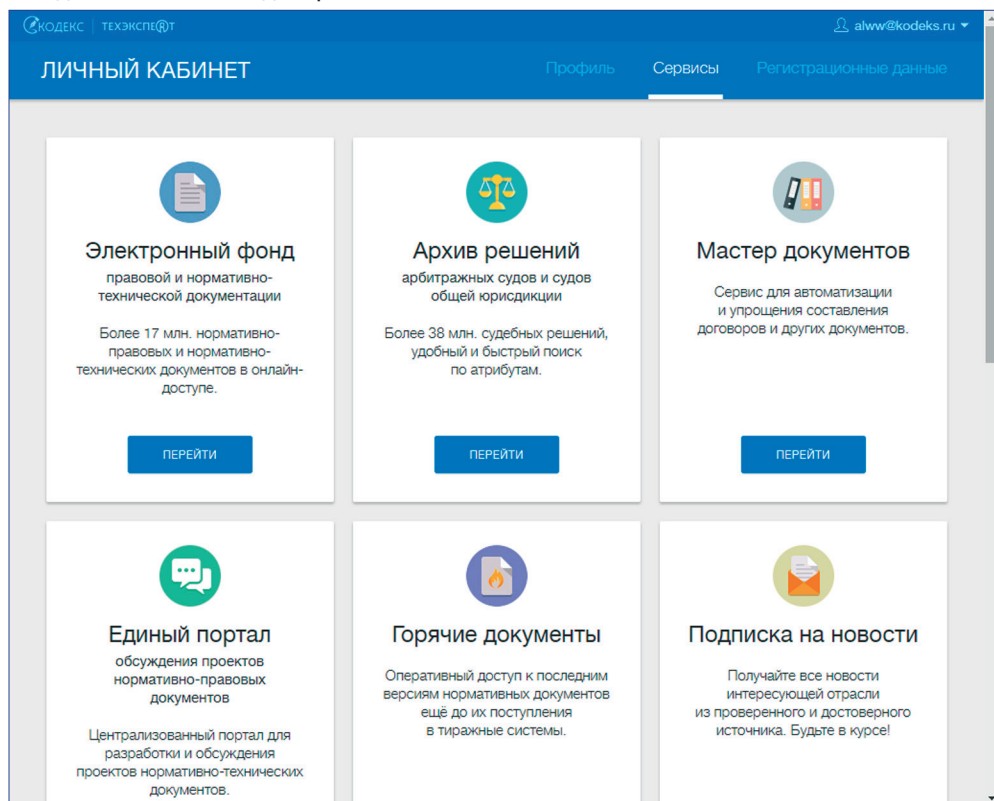 КОДЕКС | ТЕХЭКСПЕ®Т
alww@kodeks.ru
ЛИЧНЫЙ КАБИНЕТ
Профиль
Сервисы
Регистрационные данные
Электронный фонд
правовой и нормативно-
технической документации
Более 17 млн. нормативно-
правовых и нормативно-
технических документов в онлайн-
доступе.
ПЕРЕЙТИ
Архив решений
арбитражных судов и судов
общей юрисдикции
Более 38 млн. судебных решений,
удобный и быстрый поиск
по атрибутам.
ПЕРЕЙТИ
Мастер документов
Сервис для автоматизации
и упрощения составления
договоров и других документов.
ПЕРЕЙТИ
Единый портал
обсуждения проектов
нормативно-правовых
документов
Централизованный портал для
разработки и обсуждения
проектов нормативно-технических
документов.
Горячие документы
Оперативный доступ к последним
версиям нормативных документов
ещё до их поступления
в тиражные системы.
Подписка на новости
Получайте все новости
интересующей отрасли
из проверенного и достоверного
источника. Будьте в курсе!